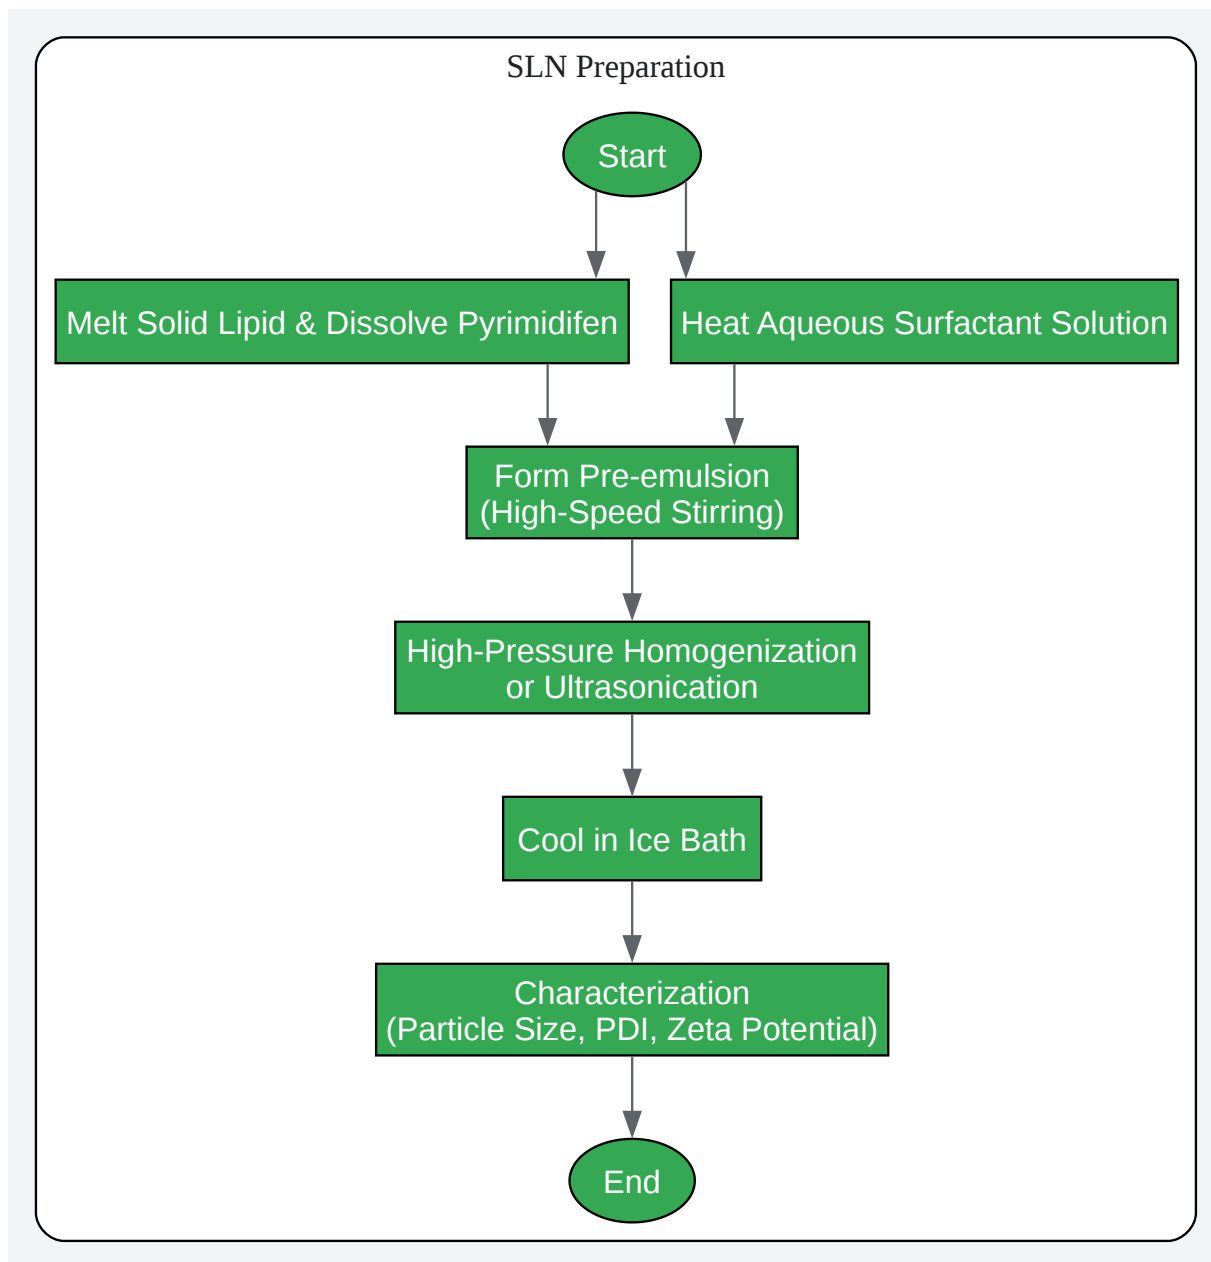 SLN Preparation
Start
Melt Solid Lipid & Dissolve Pyrimidifen
Heat Aqueous Surfactant Solution
Form Pre-emulsion
(High-Speed Stirring)
High-Pressure Homogenization
or Ultrasonication
Cool in Ice Bath
Characterization
(Particle Size, PDI, Zeta Potential)
End